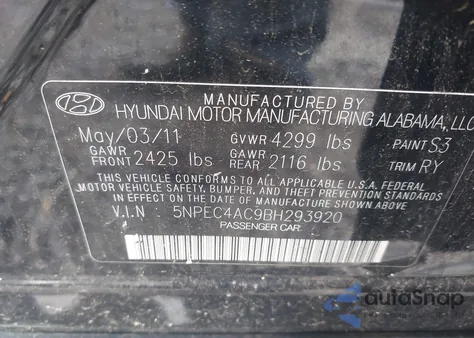 MANUFACTURED BY
HYUNDAI MOTOR MANUFACTURING ALABAMA, LLC
May/03/11 GVWR 4299 lbs PAINT S3
GAWR FRONT 2425 lbs GAWR REAR 2116 lbs TRIM RY
THIS VEHICLE CONFORMS TO ALL APPLICABLE U.S.A. FEDERAL
MOTOR VEHICLE SAFETY, BUMPER, AND THEFT PREVENTION STANDARDS
IN EFFECT ON THE DATE OF MANUFACTURE SHOWN ABOVE.
V.I.N : 5NPEC4AC9BH293920
PASSENGER CAR
autoSnap